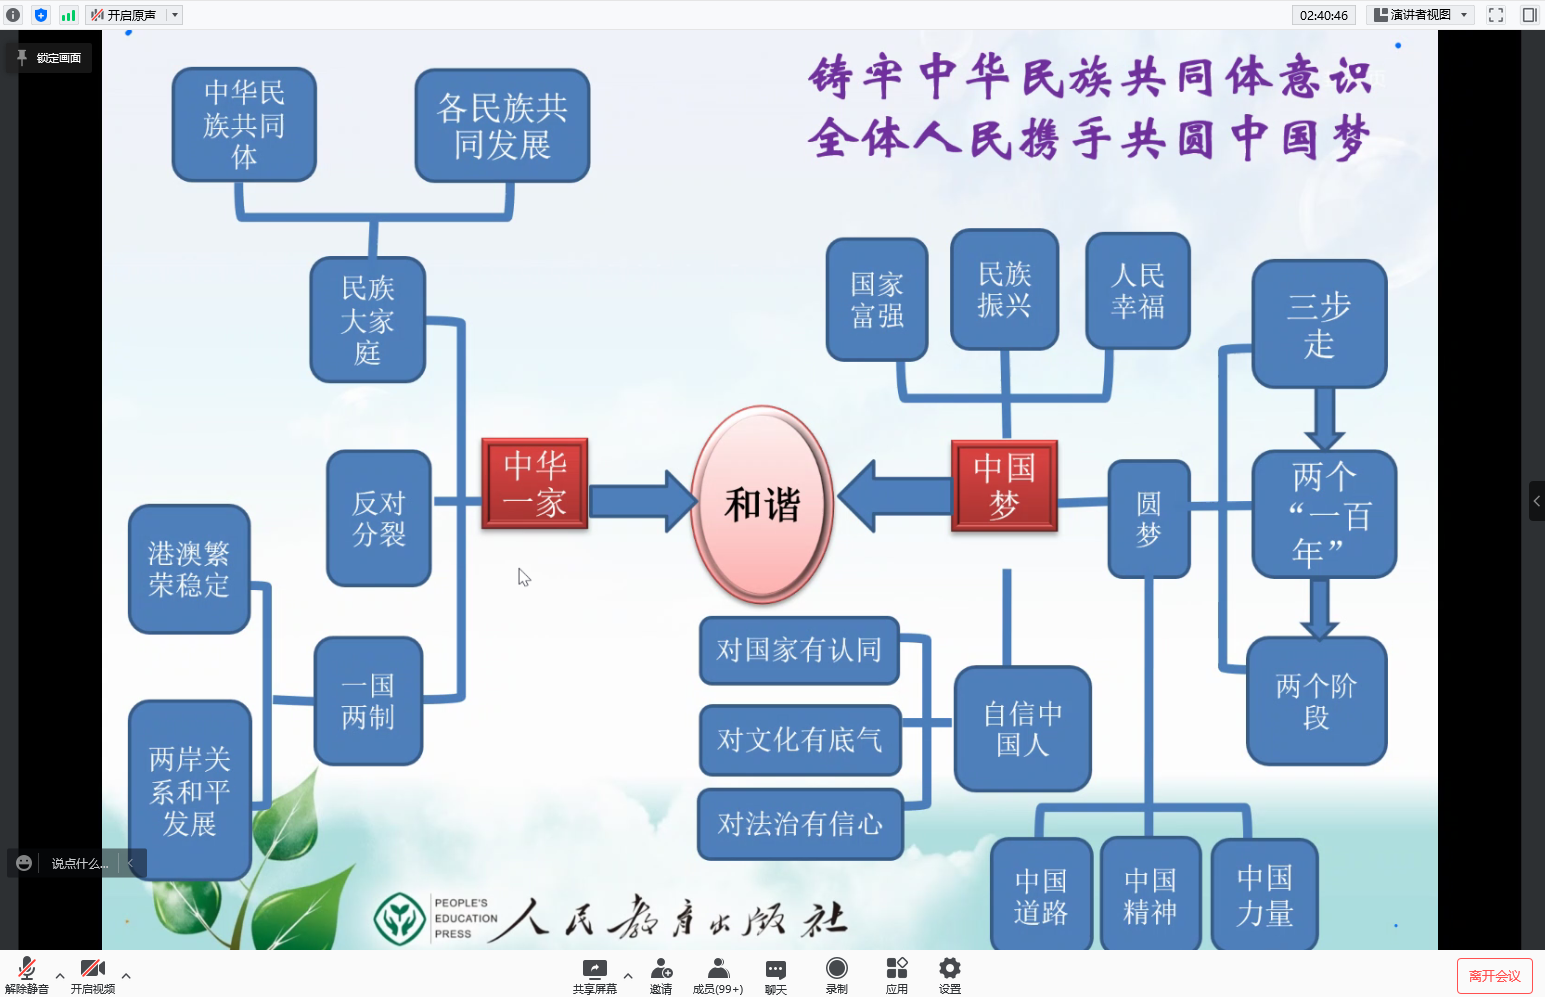 开启原声
02:40:46
演讲者视图
锁定画面
铸牢中华民族共同体意识
全体人民携手共圆中国梦
中华民
族共同
体
各民族共
同发展
民族
大家
庭
国家
富强
民族
振兴
人民
幸福
三步
走
中华
一家
和谐
中国
梦
圆
梦
两个
“一百
年”
反对
分裂
港澳繁
荣稳定
一国
两制
两岸关
系和平
发展
对国家有认同
对文化有底气
对法治有信心
自信中
国人
两个阶
段
中国
道路
中国
精神
中国
力量
说点什么...
PEOPLE'S
EDUCATION
PRESS
人民教育出版社
解除静音
开启视频
共享屏幕
邀请
成员(99+)
聊天
录制
应用
设置
离开会议